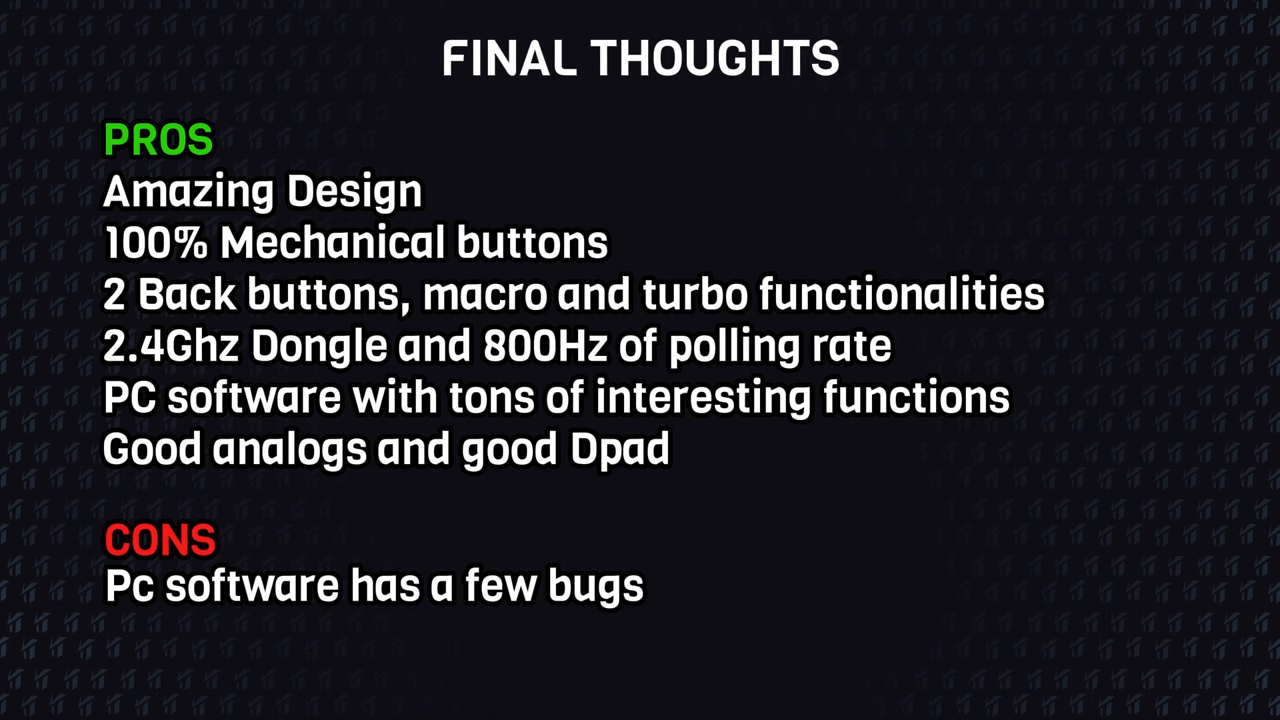 FINAL THOUGHTS
PROS
Amazing Design
100% Mechanical buttons
2 Back buttons, macro and turbo functionalities
2.4Ghz Dongle and 800Hz of polling rate
PC software with tons of interesting functions
Good analogs and good Dpad
CONS
Pc software has a few bugs